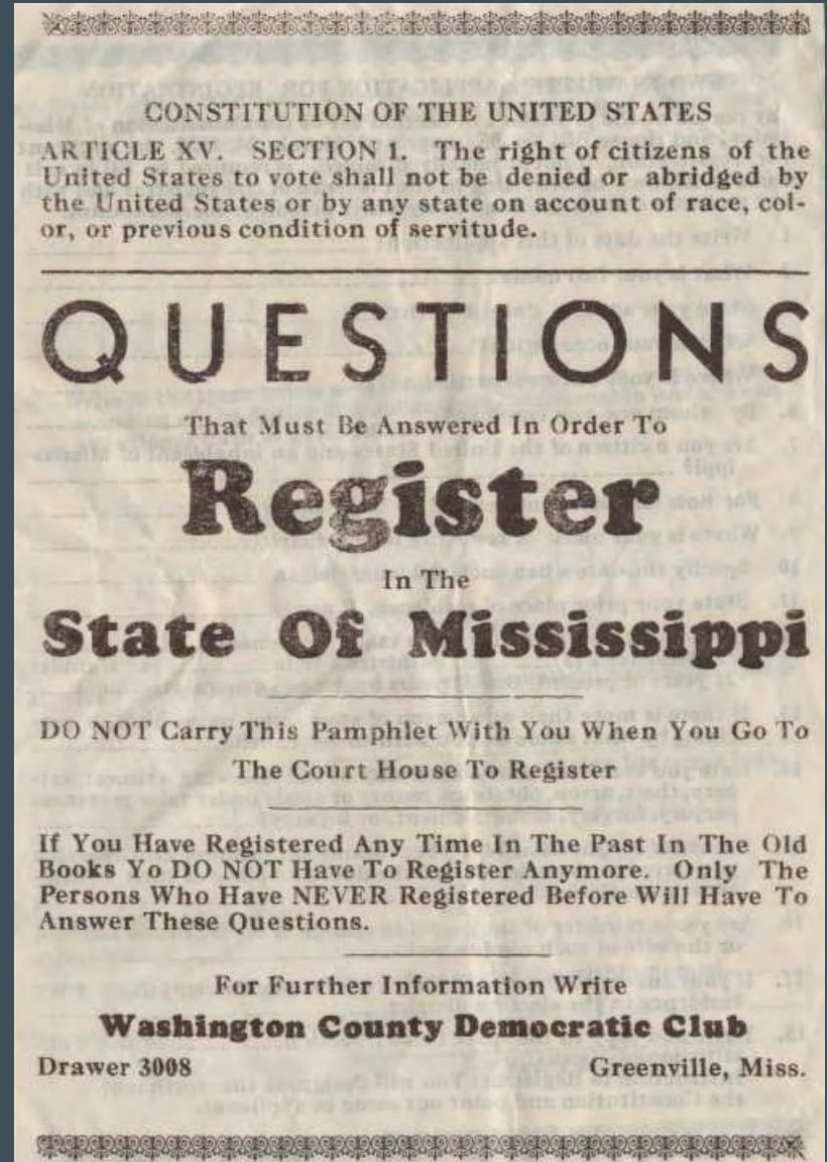 CONSTITUTION OF THE UNITED STATES
ARTICLE XV. SECTION 1. The right of citizens of the
United States to vote shall not be denied or abridged by
the United States or by any state on account of race, col-
or, or previous condition of servitude.
QUESTIONS
That Must Be Answered In Order To
Register
In The
State Of Mississippi
DO NOT Carry This Pamphlet With You When You Go To
The Court House To Register
If You Have Registered Any Time In The Past In The Old
Books Yo DO NOT Have To Register Anymore. Only The
Persons Who Have NEVER Registered Before Will Have To
Answer These Questions.
For Further Information Write
Washington County Democratic Club
Drawer 3008 Greenville, Miss.